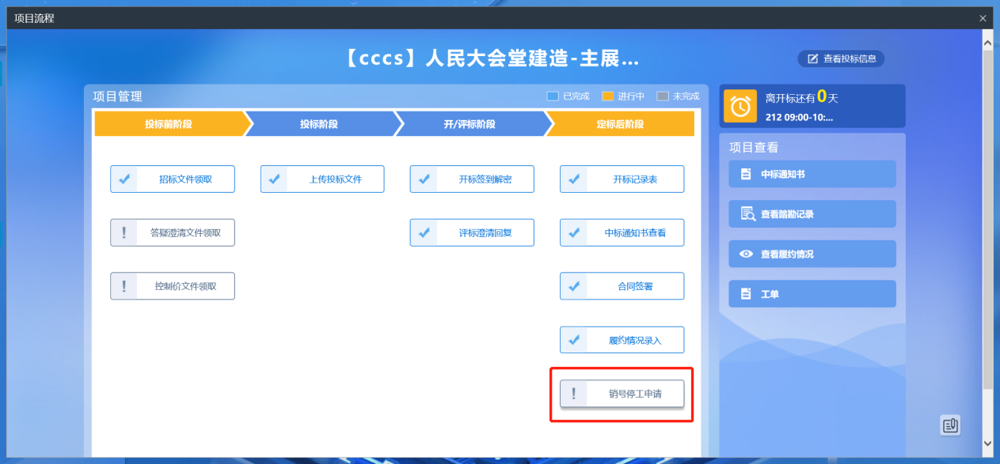 项目流程
【cccs】人民大会堂建造-主展...
查看投标信息
项目管理
已完成
进行中
未完成
投标前阶段
投标阶段
开/评标阶段
定标后阶段
招标文件领取
上传投标文件
开标签到解密
开标记录表
答疑澄清文件领取
评标澄清回复
中标通知书查看
控制价文件领取
合同签署
履约情况录入
销号停工申请
离开标还有0天
212 09:00-10:...
项目查看
中标通知书
查看踏勘记录
查看履约情况
工单